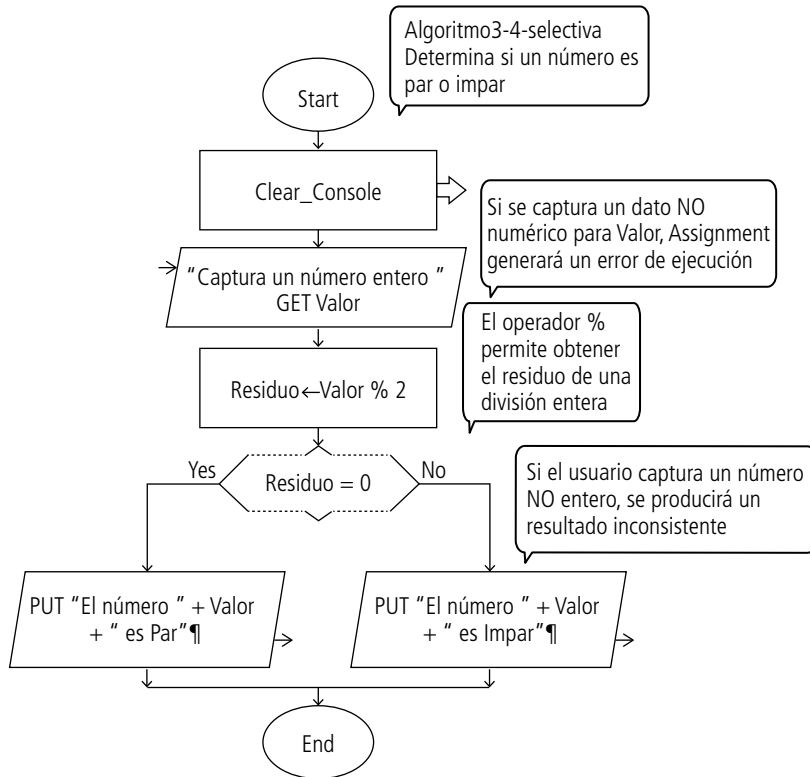 Algoritmo3-4-selectiva
Determina si un número es
par o impar
Start
Clear_Console
Si se captura un dato NO
numérico para Valor, Assignment
generará un error de ejecución
“Captura un número entero ”
GET Valor
El operador %
permite obtener
el residuo de una
división entera
Residuo←Valor % 2
Yes
Residuo = 0
No
Si el usuario captura un número
NO entero, se producirá un
resultado inconsistente
PUT “El número ” + Valor
+ “ es Par”¶
PUT “El número ” + Valor
+ “ es Impar”¶
End